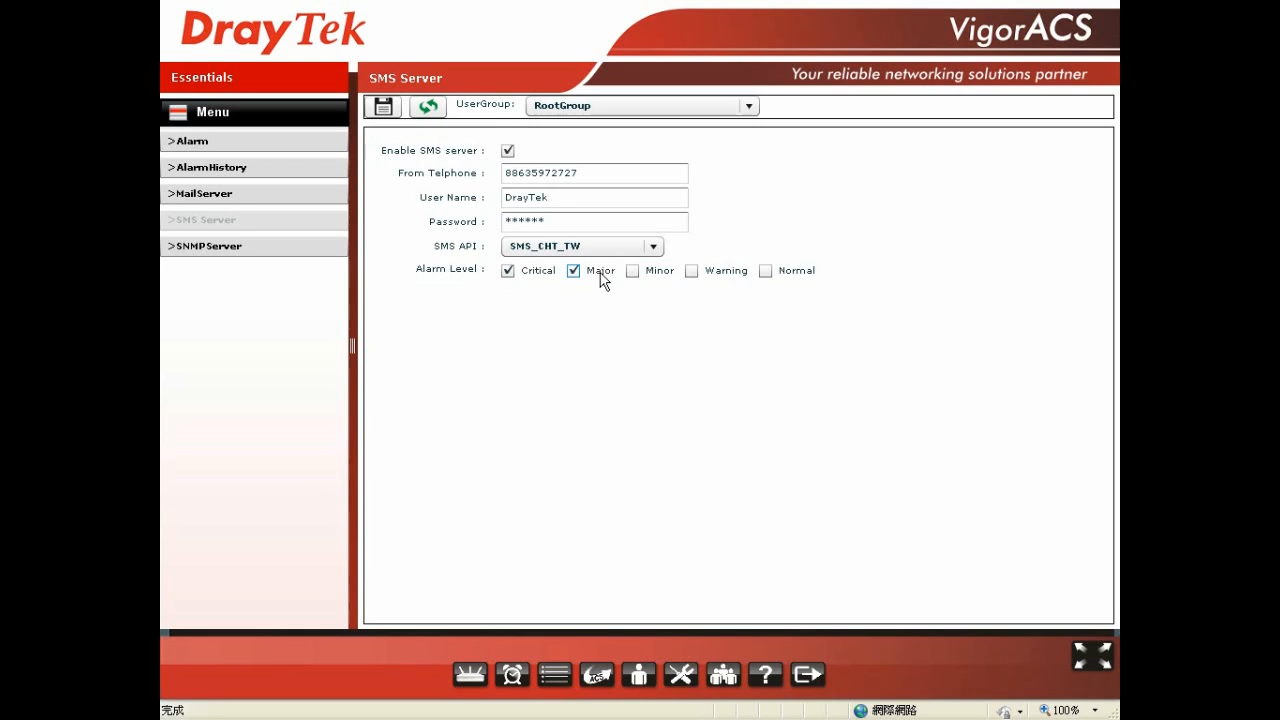 DrayTek
VigorACS
Essentials
SMS Server
Your reliable networking solutions partner
Menu
UserGroup:
RootGroup
>Alarm
>AlarmHistory
>MailServer
>SMS Server
>SNMPServer
Enable SMS server :
From Telphone : 88635972727
User Name : DrayTek
Password : ******
SMS API : SMS_CHT_TW
Alarm Level : Critical Major Minor Warning Normal
ACS
?
完成
網際網路
100%